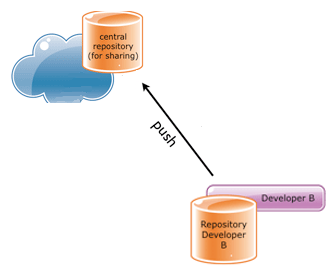 central
repository
(for sharing)
push
Developer B
Repository
Developer
B